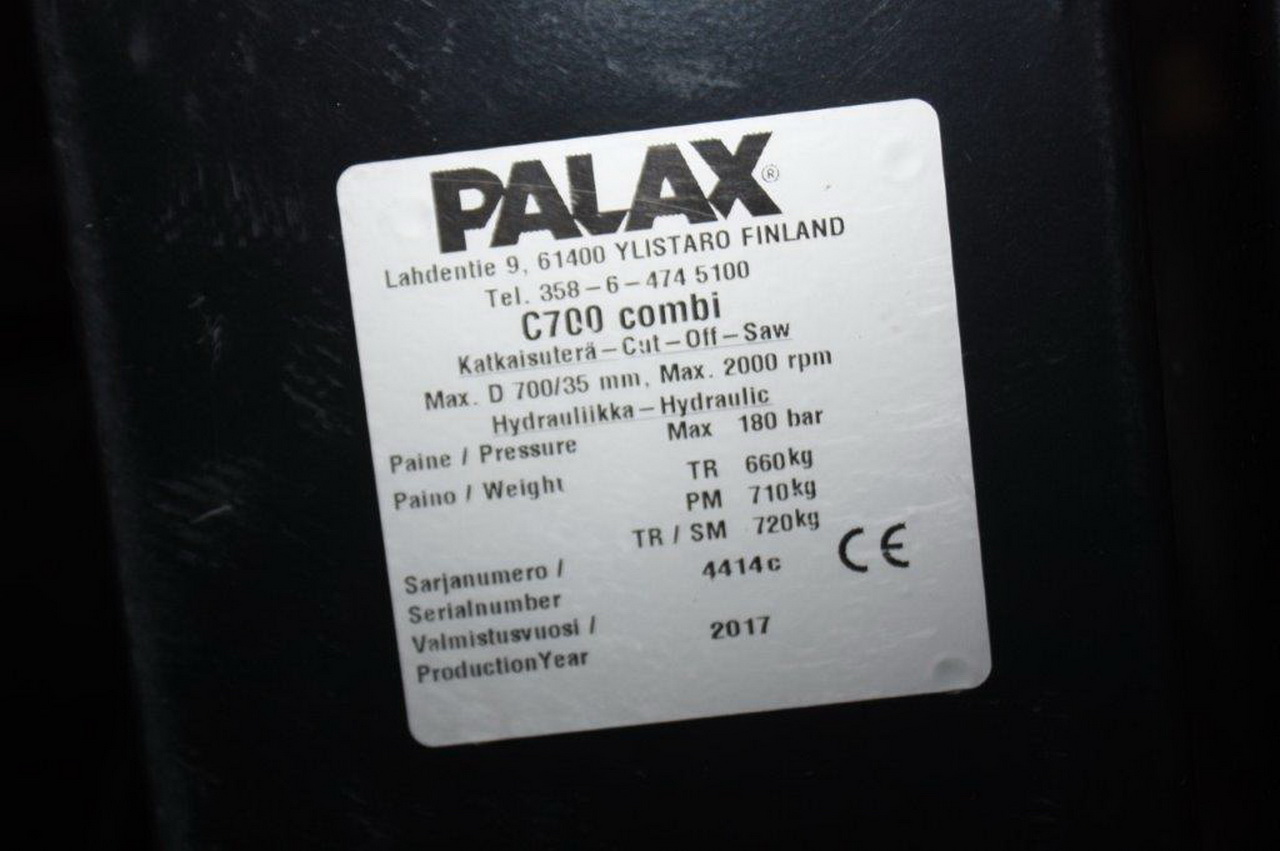 PALAX®
Lahdentie 9, 61400 YLISTARO FINLAND
Tel. 358-6-474 5100
C700 combi
Katkaisuterä-Cut-Off-Saw
Max. D 700/35 mm, Max. 2000 rpm
Hydrauliikka-Hydraulic
Paine / Pressure Max 180 bar
Paino / Weight TR 660kg
PM 710kg
TR / SM 720kg
CE
Sarjanumero / 4414c
Serialnumber
Valmistusvuosi / 2017
ProductionYear